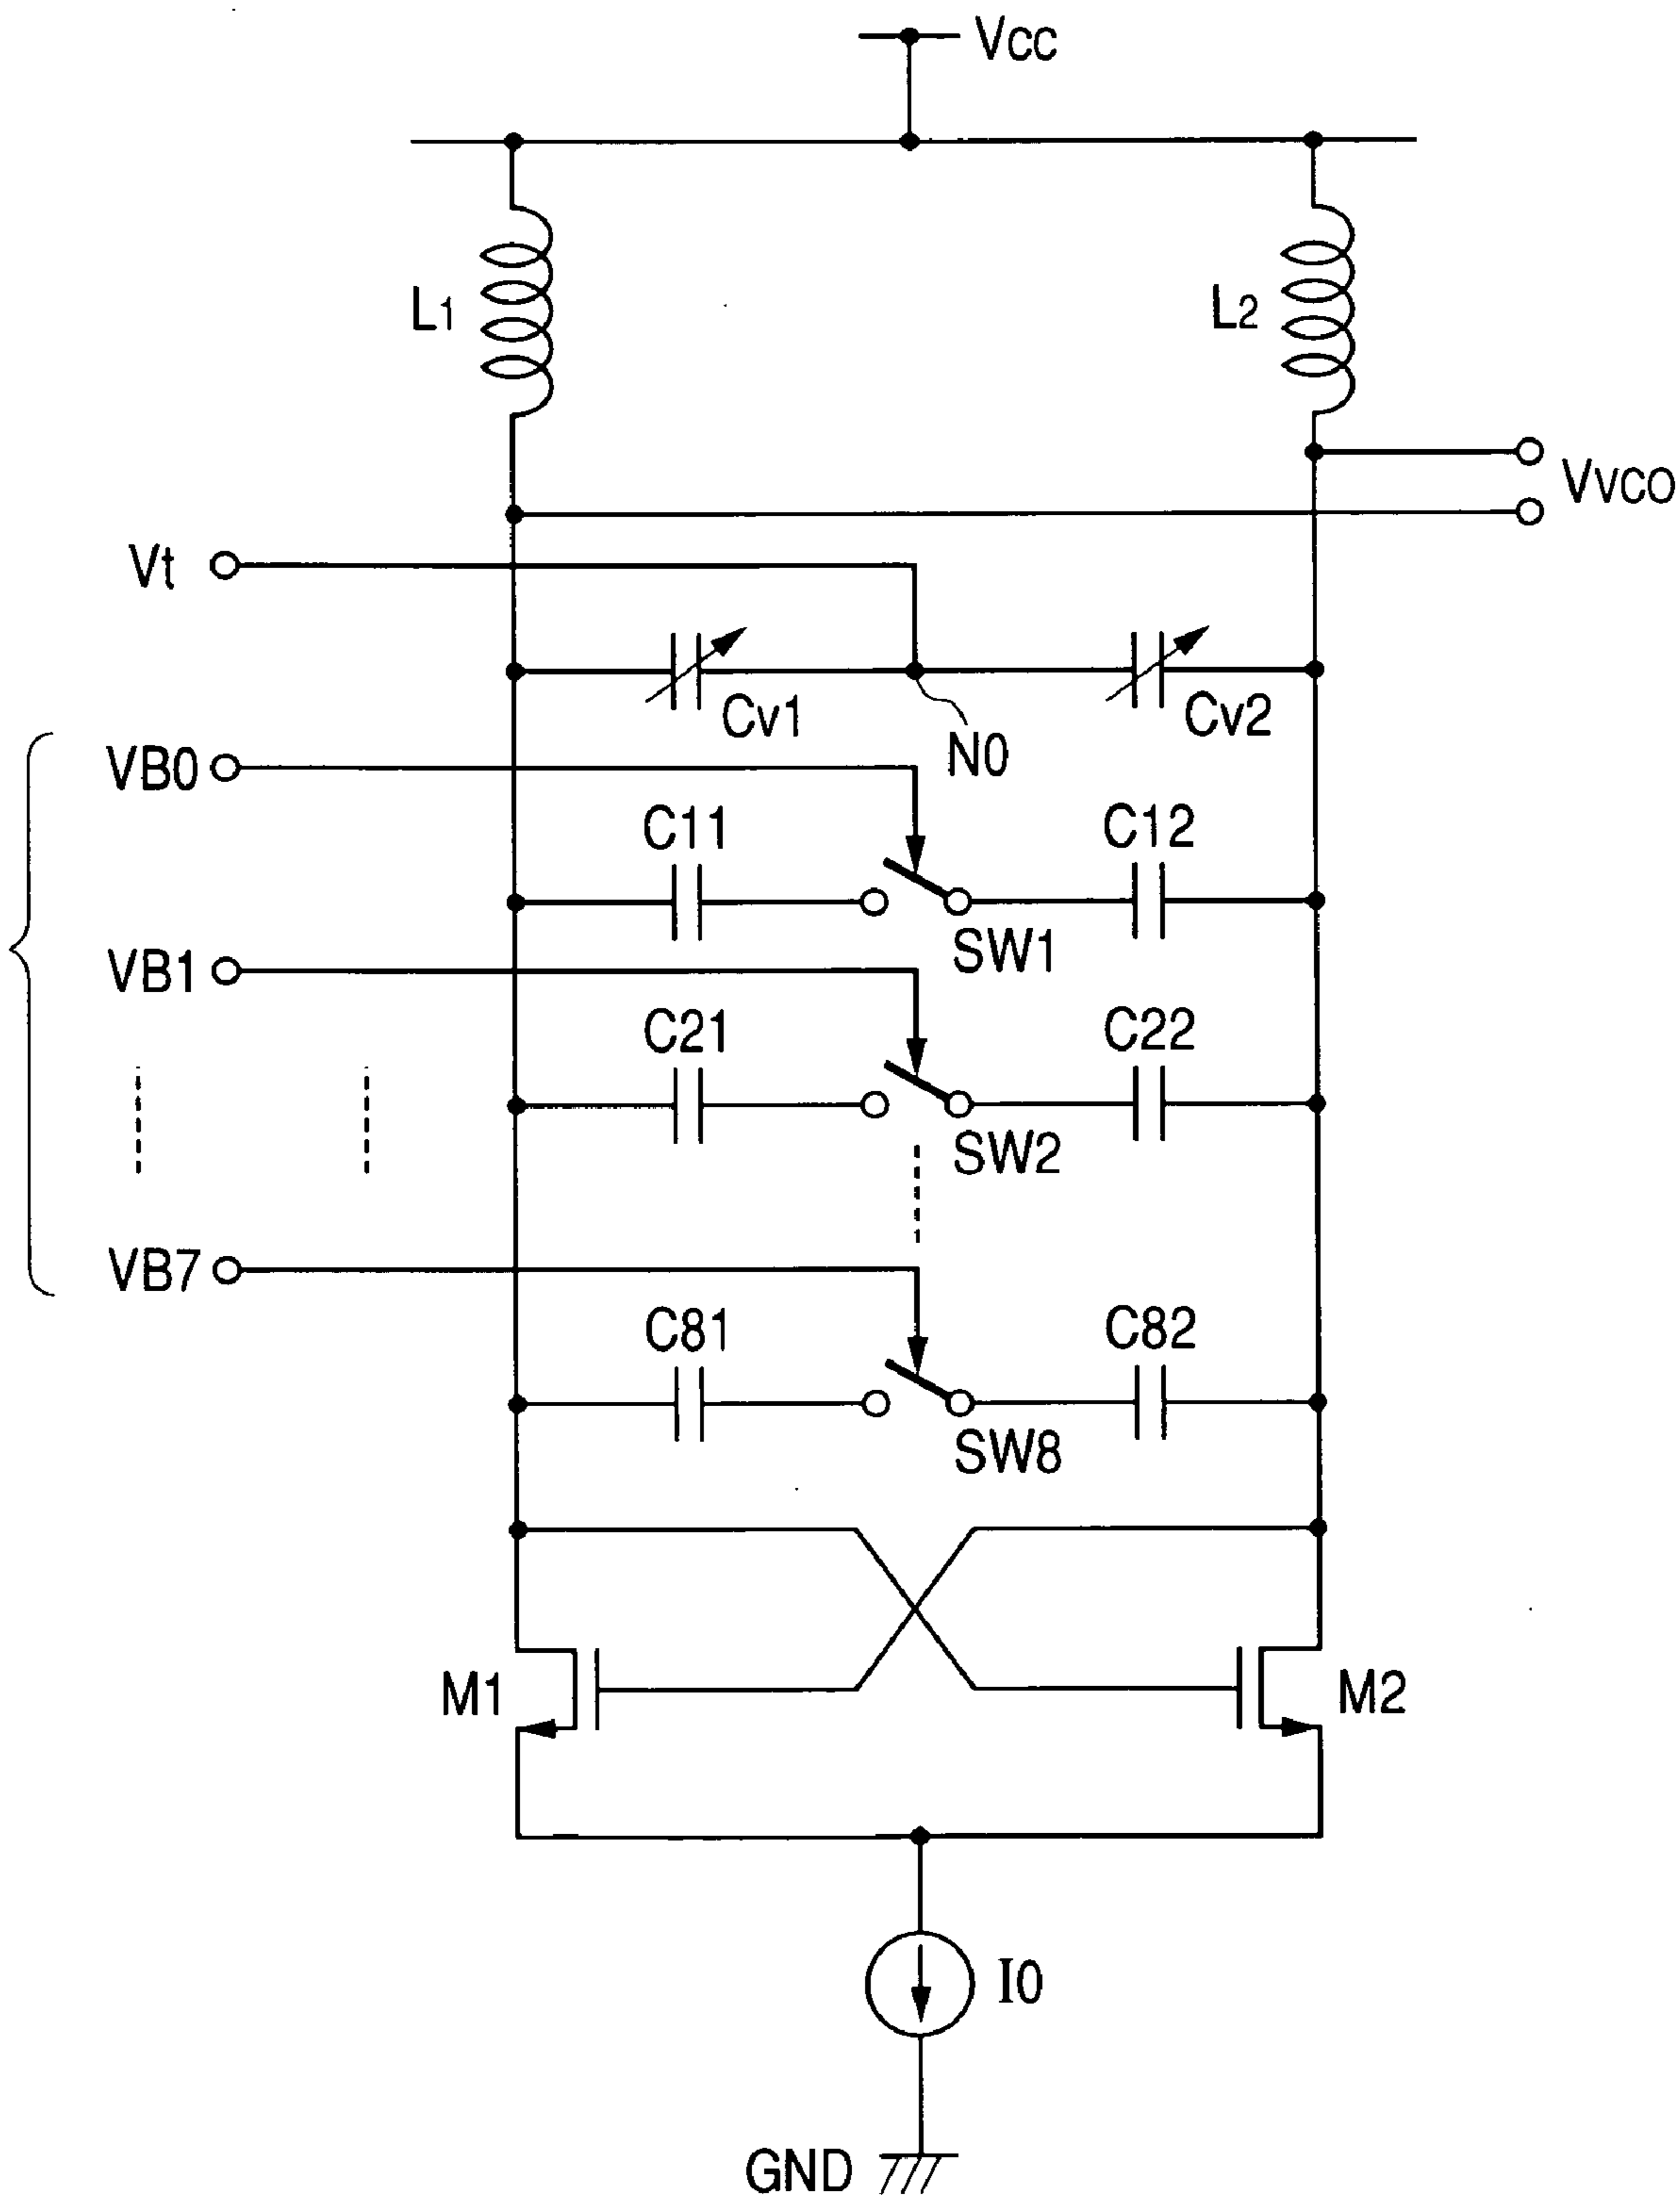 Vcc
L1
L2
VVCO
Vt
Cv1
Cv2
N0
VB0
C11
C12
SW1
VB1
C21
C22
SW2
VB7
C81
C82
SW8
M1
M2
I0
GND